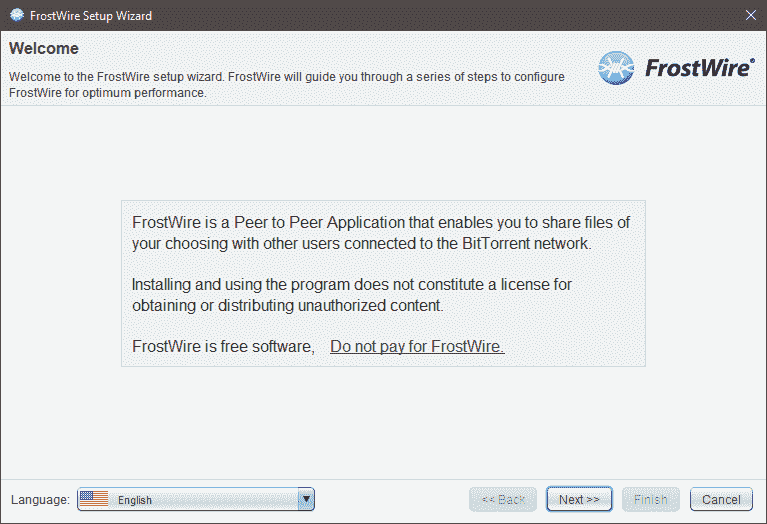 FrostWire Setup Wizard
Welcome
Welcome to the FrostWire setup wizard. FrostWire will guide you through a series of steps to configure
FrostWire for optimum performance.
FrostWire
FrostWire is a Peer to Peer Application that enables you to share files of
your choosing with other users connected to the BitTorrent network.
Installing and using the program does not constitute a license for
obtaining or distributing unauthorized content.
FrostWire is free software, Do not pay for FrostWire.
Language: English << Back Next >> Finish Cancel